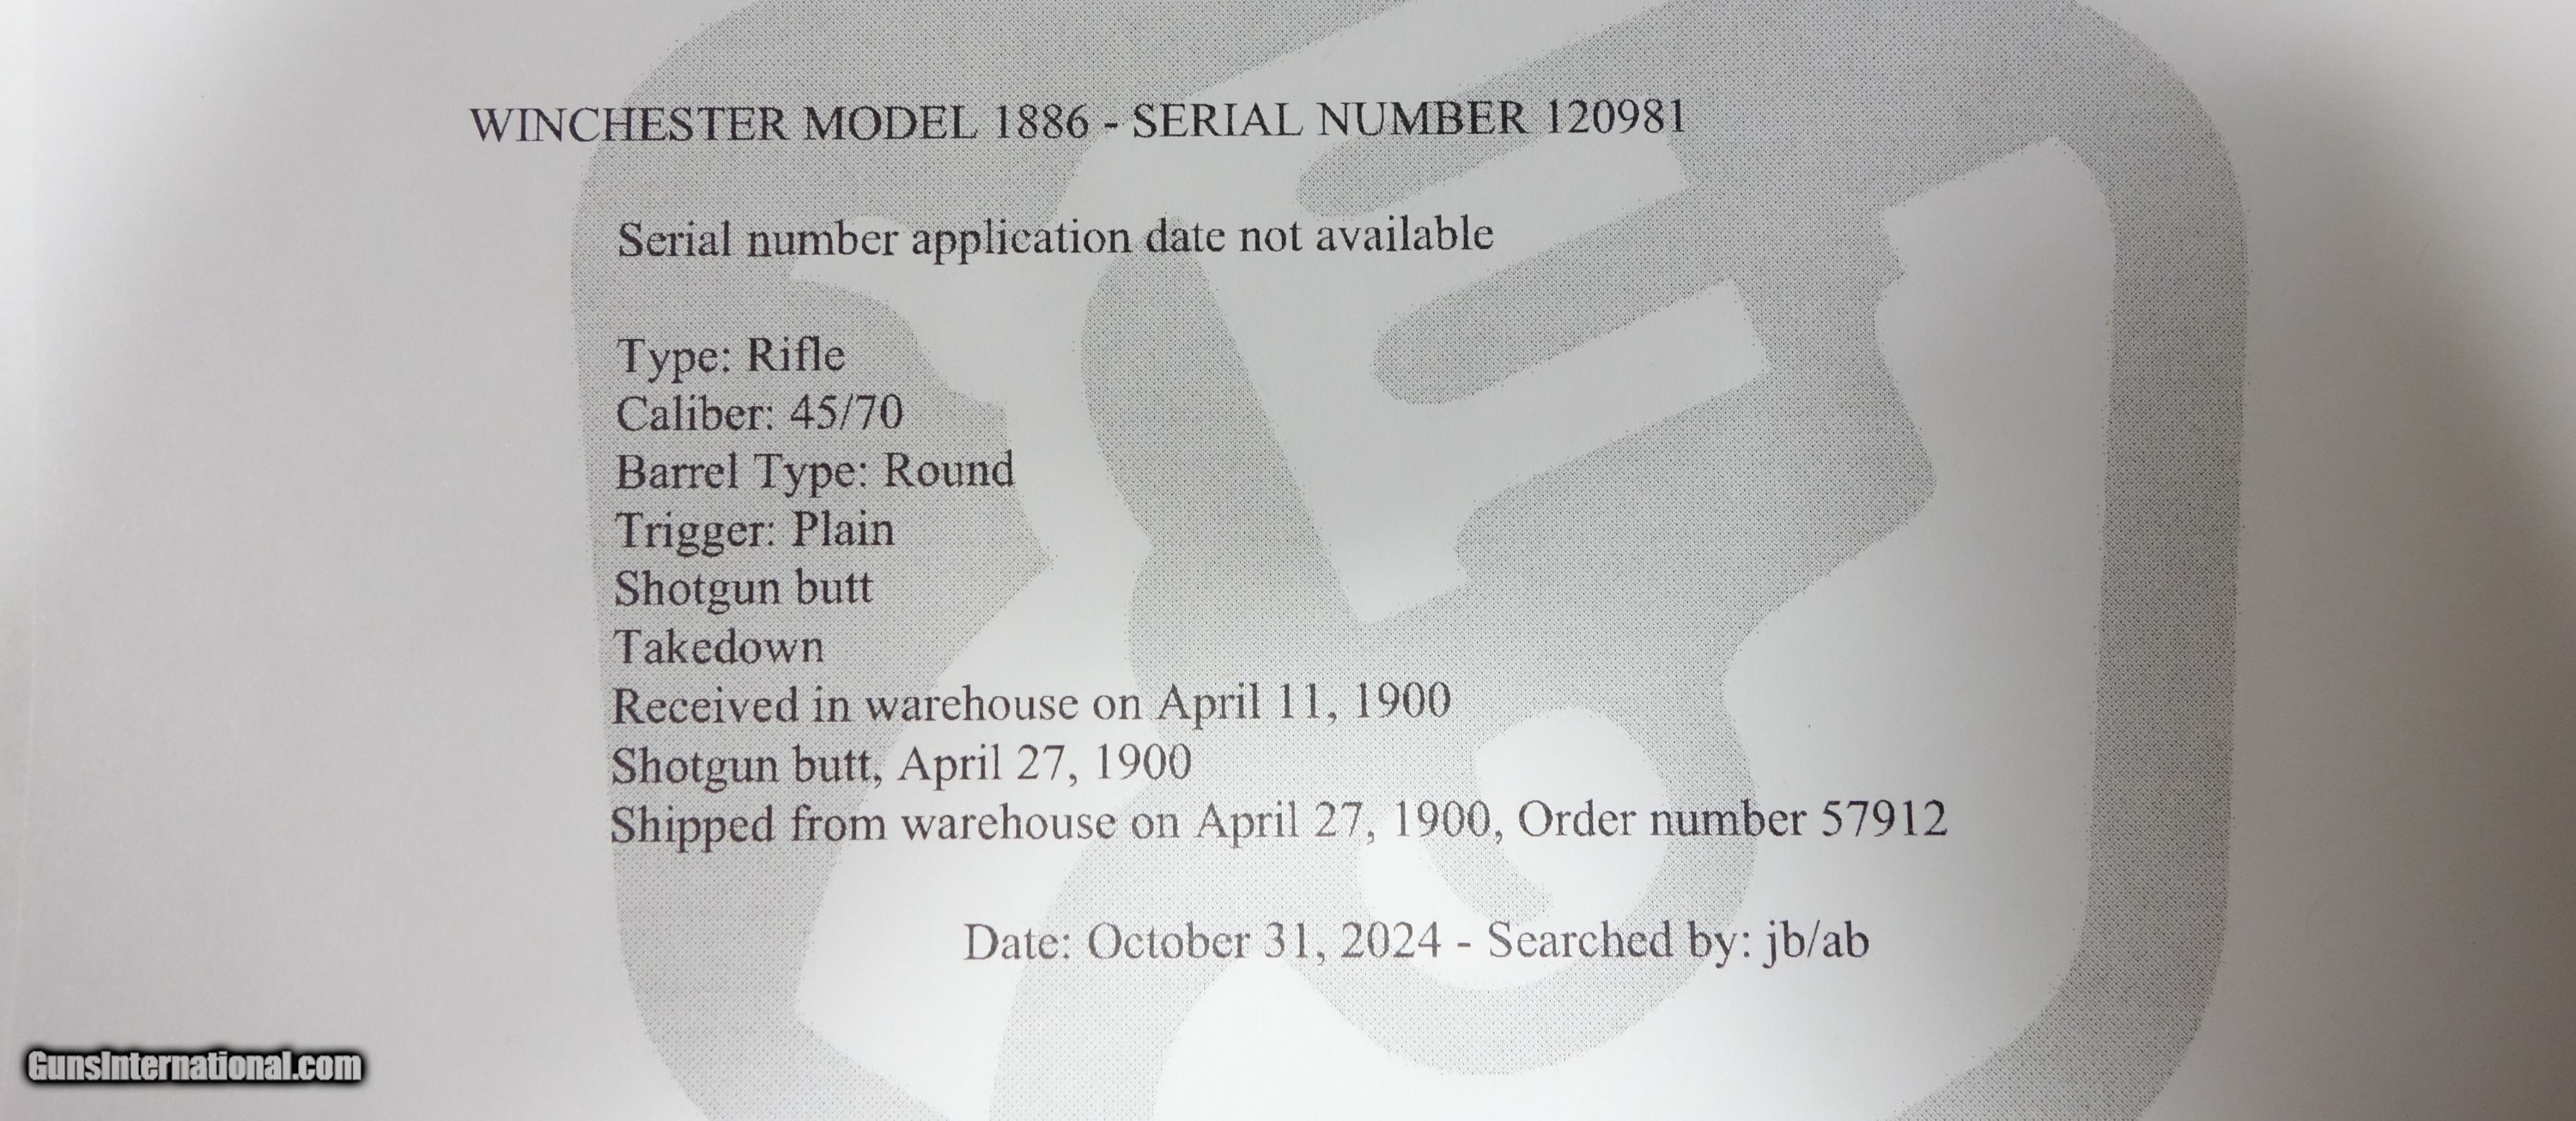 WINCHESTER MODEL 1886 - SERIAL NUMBER 120981
Serial number application date not available
Type: Rifle
Caliber: 45/70
Barrel Type: Round
Trigger: Plain
Shotgun butt
Takedown
Received in warehouse on April 11, 1900
Shotgun butt, April 27, 1900
Shipped from warehouse on April 27, 1900, Order number 57912
Date: October 31, 2024 - Searched by: jb/ab
GunsInternational.com